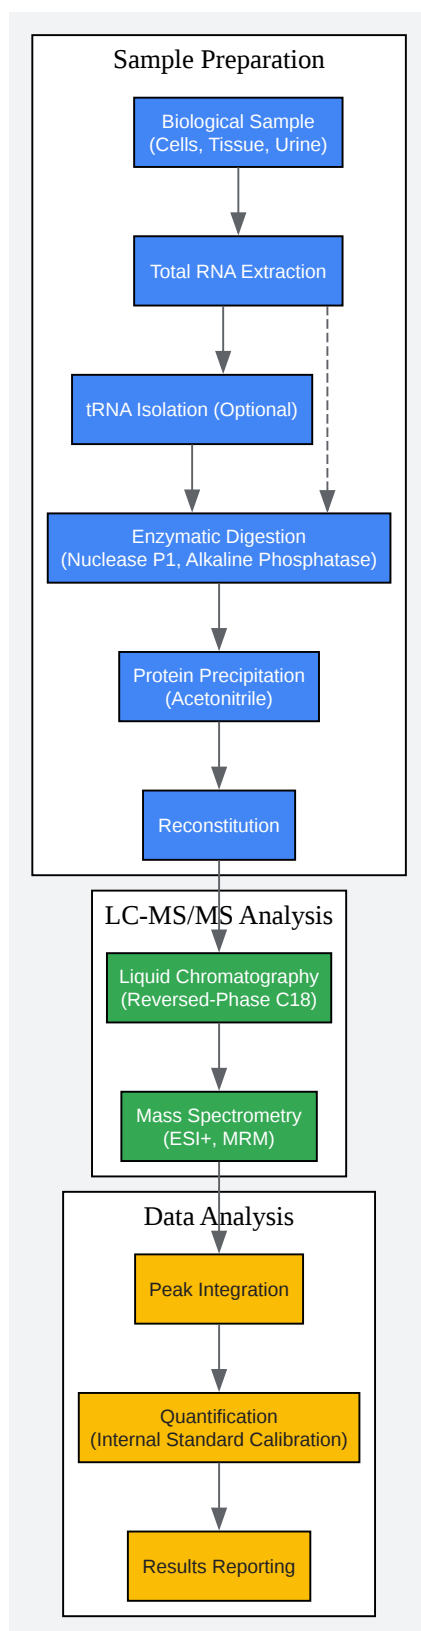 Sample Preparation
Biological Sample
(Cells, Tissue, Urine)
Total RNA Extraction
tRNA Isolation (Optional)
Enzymatic Digestion
(Nuclease P1, Alkaline Phosphatase)
Protein Precipitation
(Acetonitrile)
Reconstitution
LC-MS/MS Analysis
Liquid Chromatography
(Reversed-Phase C18)
Mass Spectrometry
(ESI+, MRM)
Data Analysis
Peak Integration
Quantification
(Internal Standard Calibration)
Results Reporting